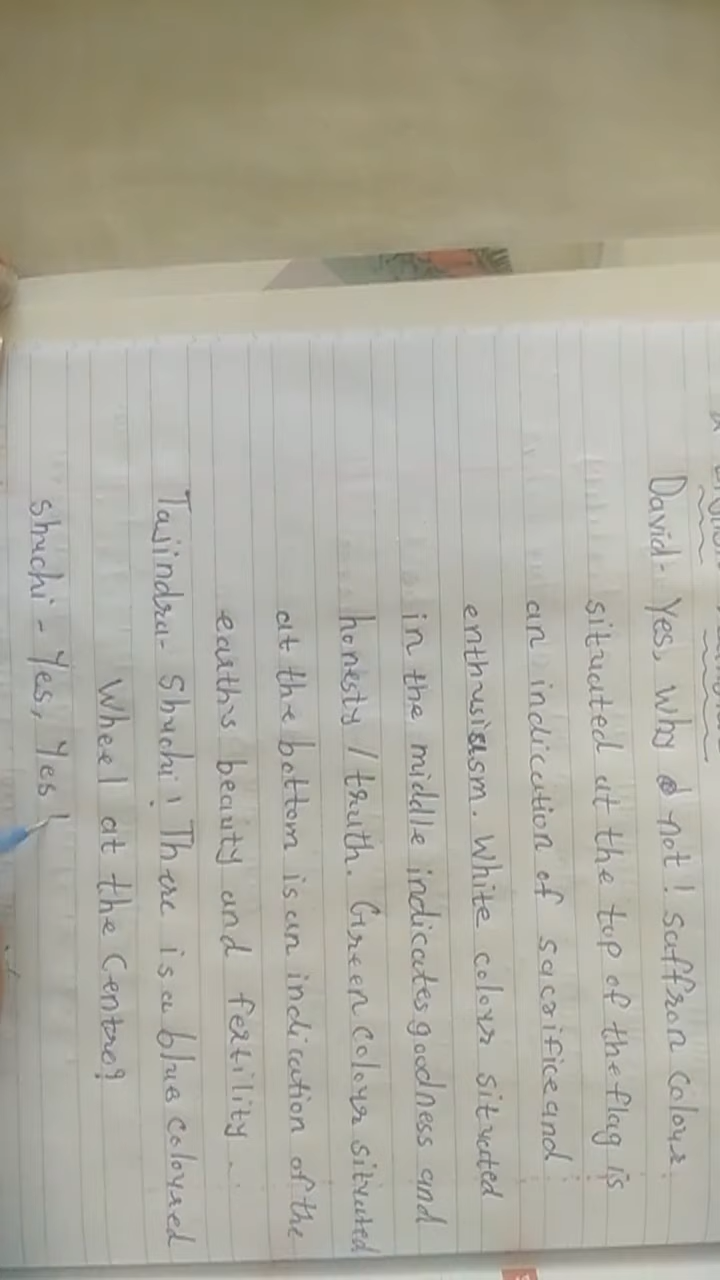 David- Yes, Why not! saffron colour
situated at the top of the flag is
an indication of sacrifice and
enthusiasm. White colour situated
in the middle indicates goodness and
honesty / truth. Green colour situated
at the bottom is an indication of the
earth's beauty and fertility.
Tajindra- Shuchi! There is a blue coloured
Wheel at the Centre?
Shuchi - Yes, Yes!